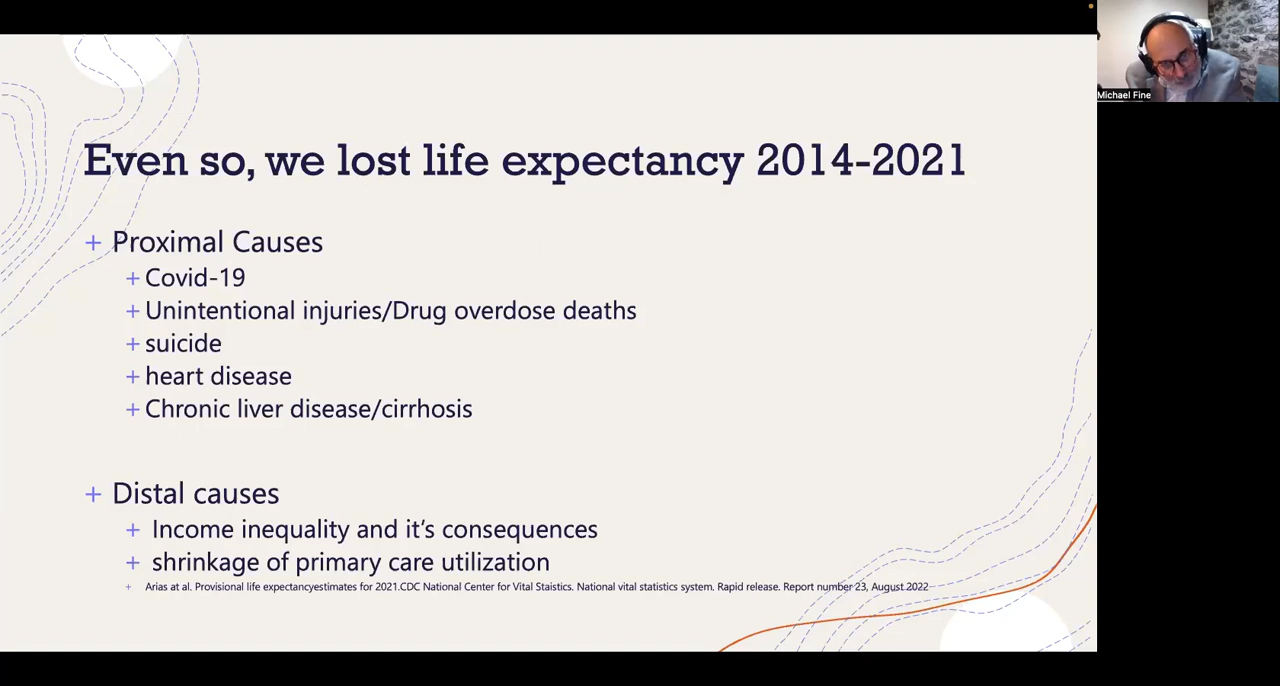 Even so, we lost life expectancy 2014-2021
+ Proximal Causes
+ Covid-19
+ Unintentional injuries/Drug overdose deaths
+ suicide
+ heart disease
+ Chronic liver disease/cirrhosis
+ Distal causes
+ Income inequality and it’s consequences
+ shrinkage of primary care utilization
+ Arias at al. Provisional life expectancyestimates for 2021.CDC National Center for Vital Staistics. National vital statistics system. Rapid release. Report number 23, August 2022
Michael Fine